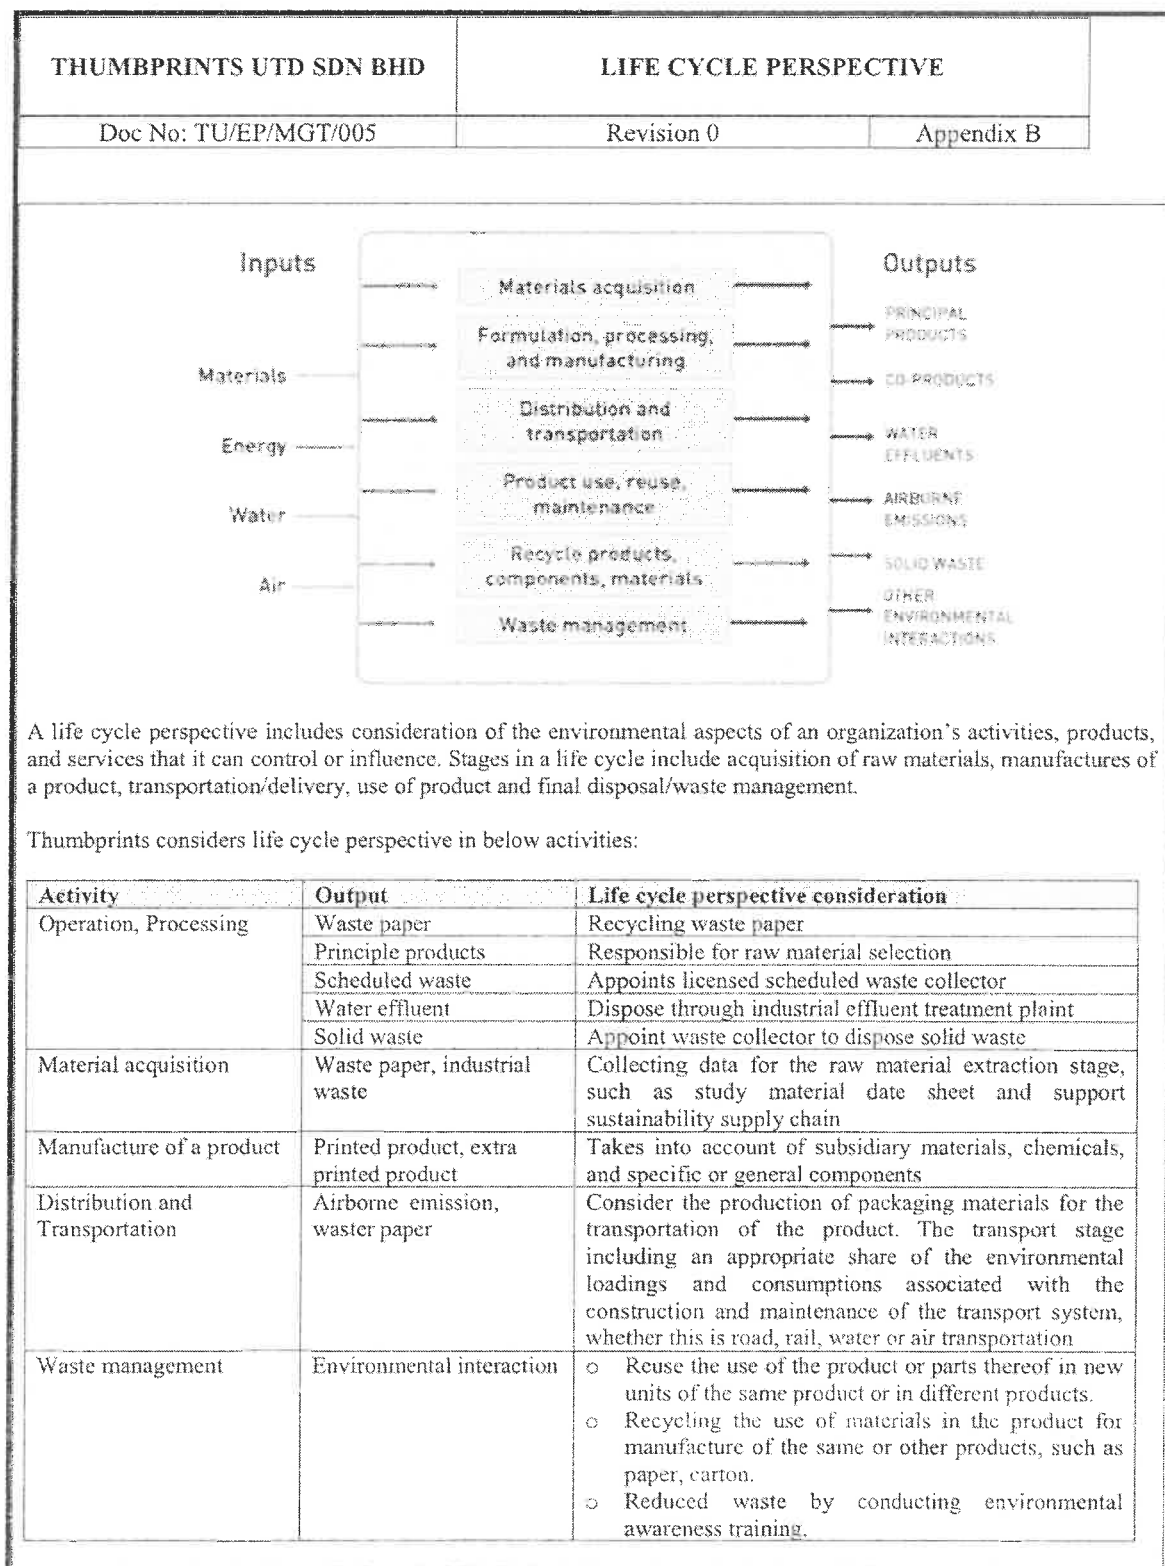 THUMBPRINTS UTD SDN BHD
LIFE CYCLE PERSPECTIVE
Doc No: TU/EP/MGT/005
Revision 0
Appendix B
Inputs
Materials
Energy
Water
Air
Materials acquisition
Formulation, processing,
and manufacturing
Distribution and
transportation
Product use, reuse,
maintenance
Recycle products,
components, materials
Waste management
Outputs
PRINCIPAL
PRODUCTS
CO-PRODUCTS
WATER
EFFLUENTS
AIRBORNE
EMISSIONS
SOLID WASTE
OTHER
ENVIRONMENTAL
INTERACTIONS
A life cycle perspective includes consideration of the environmental aspects of an organization's activities, products,
and services that it can control or influence. Stages in a life cycle include acquisition of raw materials, manufactures of
a product, transportation/delivery, use of product and final disposal/waste management.
Thumbprints considers life cycle perspective in below activities:
Activity
Output
Life cycle perspective consideration
Operation, Processing
Waste paper
Recycling waste paper
Principle products
Responsible for raw material selection
Scheduled waste
Appoints licensed scheduled waste collector
Water effluent
Dispose through industrial effluent treatment plaint
Solid waste
Appoint waste collector to dispose solid waste
Material acquisition
Waste paper, industrial
waste
Collecting data for the raw material extraction stage,
such as study material date sheet and support
sustainability supply chain
Manufacture of a product
Printed product, extra
printed product
Takes into account of subsidiary materials, chemicals,
and specific or general components
Distribution and
Transportation
Airborne emission,
waster paper
Consider the production of packaging materials for the
transportation of the product. The transport stage
including an appropriate share of the environmental
loadings and consumptions associated with the
construction and maintenance of the transport system,
whether this is road, rail, water or air transportation
Waste management
Environmental interaction
o Reuse the use of the product or parts thereof in new
units of the same product or in different products.
o Recycling the use of materials in the product for
manufacture of the same or other products, such as
paper, carton.
o Reduced waste by conducting environmental
awareness training.